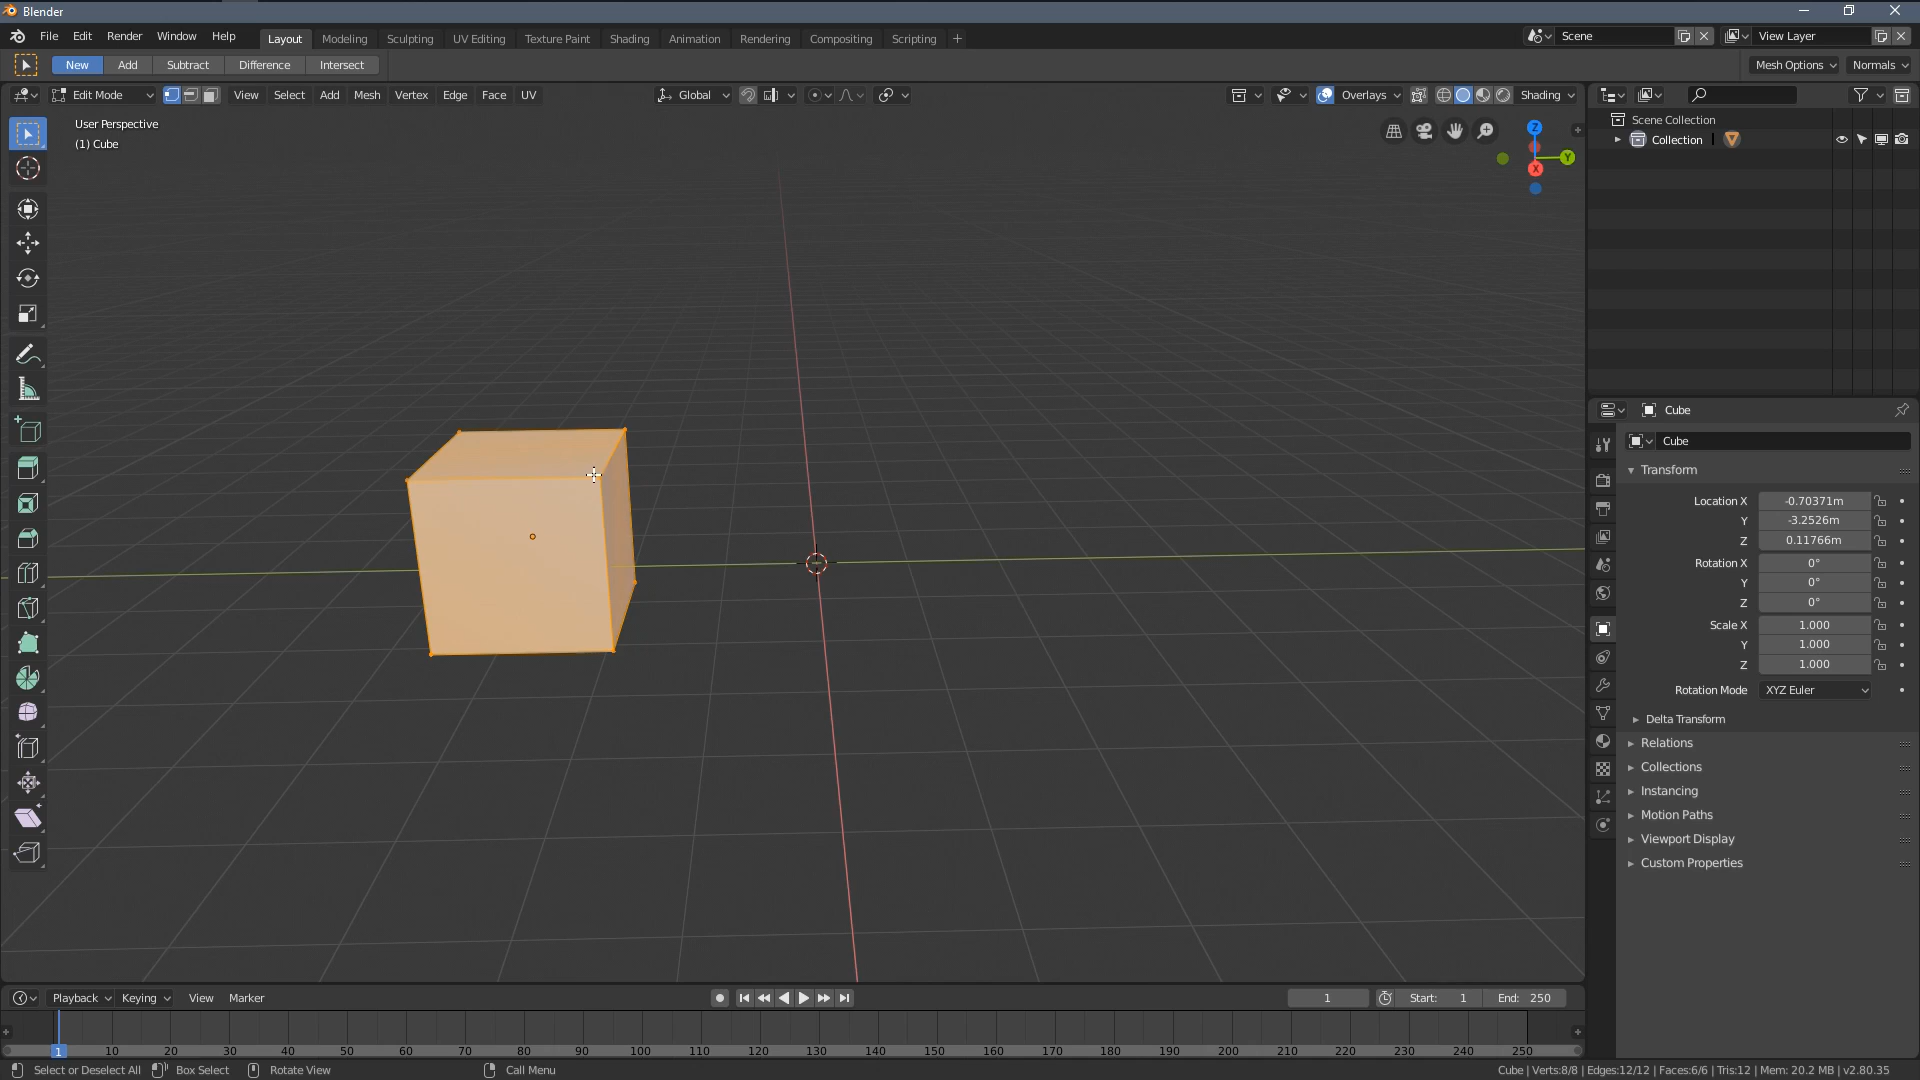 Blender
File Edit Render Window Help Layout Modeling Sculpting UV Editing Texture Paint Shading Animation Rendering Compositing Scripting + Scene View Layer
New Add Subtract Difference Intersect Mesh Options Normals
Edit Mode View Select Add Mesh Vertex Edge Face UV Global Overlays Shading
User Perspective
(1) Cube
Z
Y
X
Scene Collection
Collection
Cube
Cube
Transform
Location X -0.70371m
Y -3.2526m
Z 0.11766m
Rotation X 0°
Y 0°
Z 0°
Scale X 1.000
Y 1.000
Z 1.000
Rotation Mode XYZ Euler
Delta Transform
Relations
Collections
Instancing
Motion Paths
Viewport Display
Custom Properties
Playback Keying View Marker 1 Start: 1 End: 250
1 10 20 30 40 50 60 70 80 90 100 110 120 130 140 150 160 170 180 190 200 210 220 230 240 250
Select or Deselect All Box Select Rotate View Call Menu Cube | Verts:8/8 | Edges:12/12 | Faces:6/6 | Tris:12 | Mem: 20.2 MB | v2.80.35